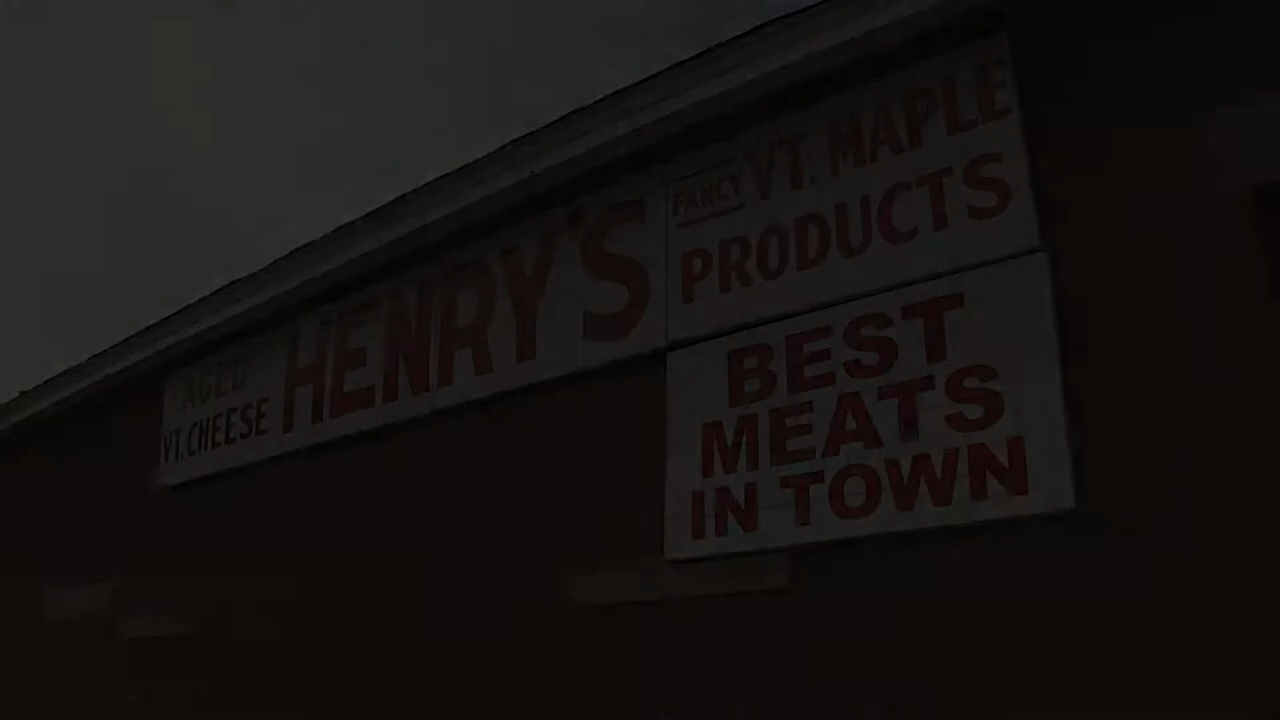 AGED
VT. CHEESE
HENRY'S
FANCY VT. MAPLE
PRODUCTS
BEST
MEATS
IN TOWN